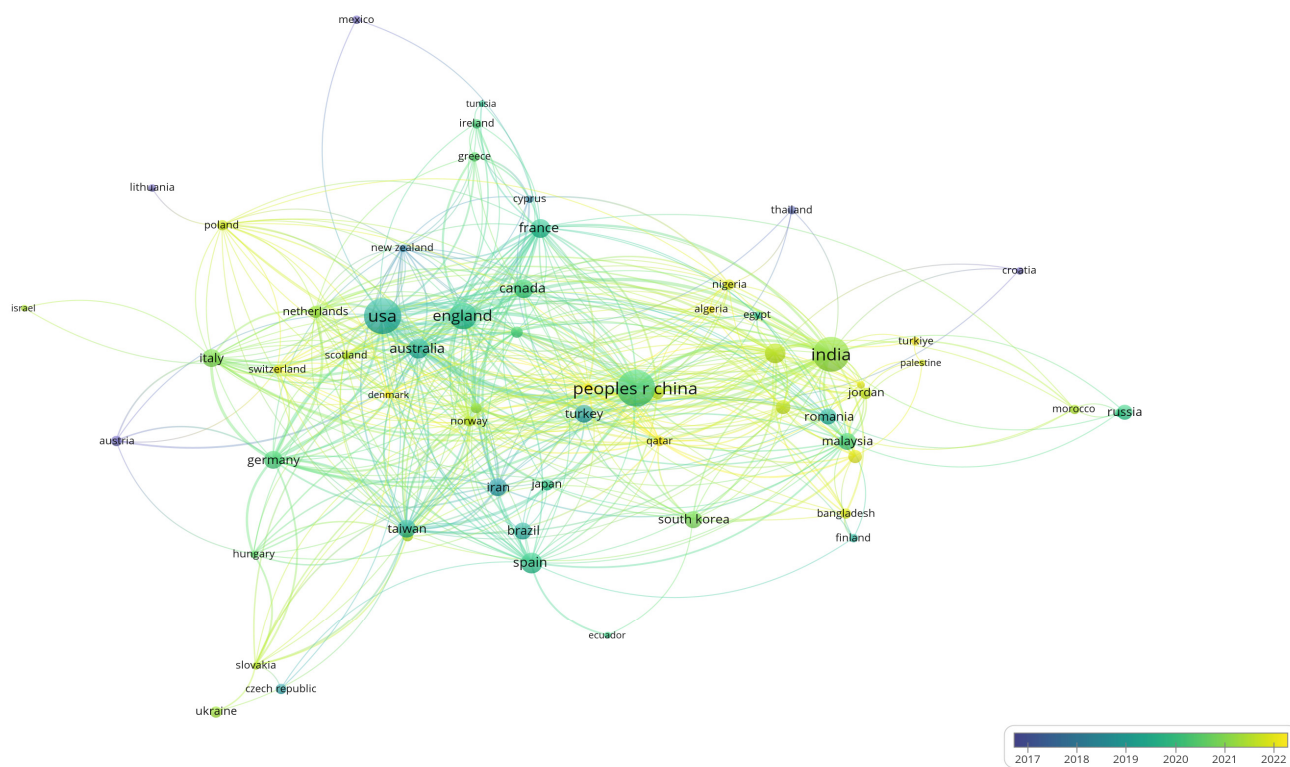 mexico
tunisia
ireland
greece
lithuania
cyprus
thailand
poland
france
new zealand
croatia
canada
nigeria
israel
netherlands
usa
england
algeria
egypt
turkiye
australia
scotland
india
italy
switzerland
palestine
denmark
peoples r china
jordan
norway
turkey
romania
morocco
russia
austria
qatar
malaysia
germany
iran
japan
bangladesh
south korea
taiwan
brazil
finland
hungary
spain
ecuador
slovakia
czech republic
ukraine
2017 2018 2019 2020 2021 2022